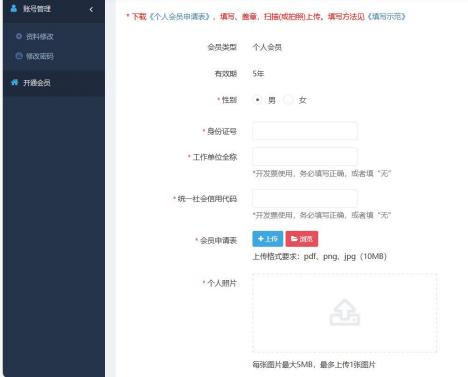 账号管理
资料修改
修改密码
开通会员
* 下载《个人会员申请表》，填写、盖章，扫描(或拍照)上传。填写方法见《填写示范》
会员类型 个人会员
有效期 5年
* 性别 男 女
* 身份证号
* 工作单位全称
*开发票使用，务必填写正确，或者填“无”
* 统一社会信用代码
*开发票使用，务必填写正确，或者填“无”
* 会员申请表 上传 浏览
上传格式要求：pdf、png、jpg（10MB）
* 个人照片
每张图片最大5MB，最多上传1张图片